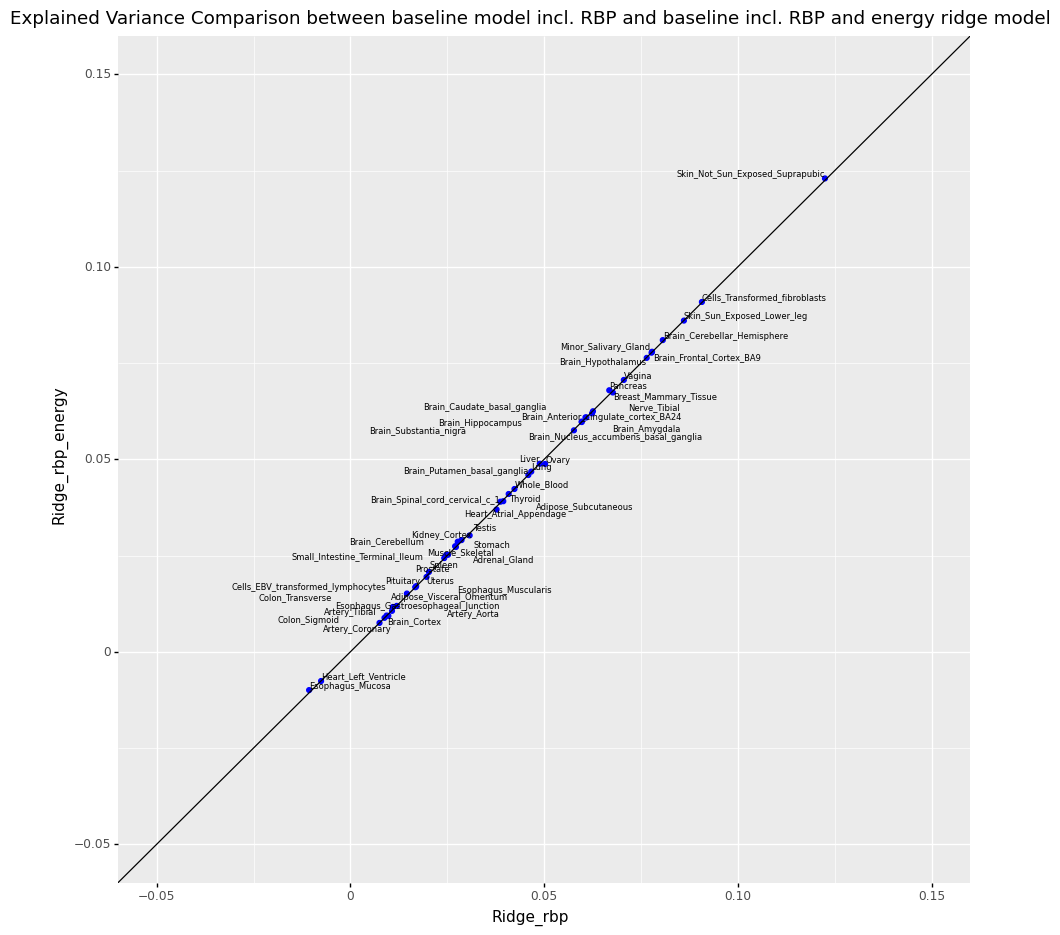 Explained Variance Comparison between baseline model incl. RBP and baseline incl. RBP and energy ridge model
Ridge_rbp_energy
0.15
0.10
0.05
0
−0.05
Skin_Not_Sun_Exposed_Suprapubic
Cells_Transformed_fibroblasts
Skin_Sun_Exposed_Lower_leg
Brain_Cerebellar_Hemisphere
Minor_Salivary_Gland
Brain_Frontal_Cortex_BA9
Brain_Hypothalamus
Vagina
Pancreas
Breast_Mammary_Tissue
Brain_Caudate_basal_ganglia
Nerve_Tibial
Brain_Anterior_cingulate_cortex_BA24
Brain_Hippocampus
Brain_Amygdala
Brain_Substantia_nigra
Brain_Nucleus_accumbens_basal_ganglia
Liver
Ovary
Lung
Brain_Putamen_basal_ganglia
Whole_Blood
Brain_Spinal_cord_cervical_c_1
Thyroid
Adipose_Subcutaneous
Heart_Atrial_Appendage
Testis
Kidney_Cortex
Brain_Cerebellum
Stomach
Muscle_Skeletal
Small_Intestine_Terminal_Ileum
Adrenal_Gland
Spleen
Prostate
Pituitary
Uterus
Cells_EBV_transformed_lymphocytes
Esophagus_Muscularis
Colon_Transverse
Adipose_Visceral_Omentum
Esophagus_Gastroesophageal_Junction
Artery_Tibial
Artery_Aorta
Colon_Sigmoid
Brain_Cortex
Artery_Coronary
Heart_Left_Ventricle
Esophagus_Mucosa
−0.05
0
0.05
0.10
0.15
Ridge_rbp